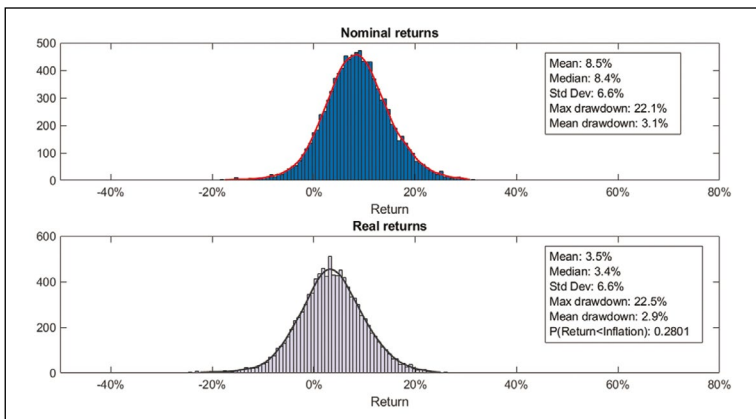 Nominal returns
500
400
300
200
100
0
Mean: 8.5%
Median: 8.4%
Std Dev: 6.6%
Max drawdown: 22.1%
Mean drawdown: 3.1%
-40% -20% 0% 20% 40% 60% 80%
Return
Real returns
600
400
200
0
Mean: 3.5%
Median: 3.4%
Std Dev: 6.6%
Max drawdown: 22.5%
Mean drawdown: 2.9%
P(Return<Inflation): 0.2801
-40% -20% 0% 20% 40% 60% 80%
Return